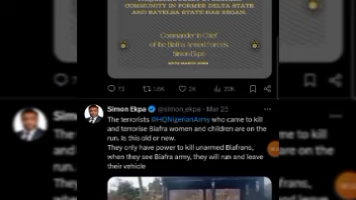 COMMUNITY IN FORMER DELTA STATE
AND BAYELSA STATE HAS BEGAN.
Commander in Chief
of the Biafra Armed Forces
Simon Ekpa
73
Simon Ekpa @simon_ekpa · Mar 23
The terrorists @HQNigerianArmy who came to kill
and terrorise Biafra women and children are on the
run. Is this old or new.
They only have power to kill unarmed Biafrans,
when they see Biafra army, they will run and leave
their vehicle